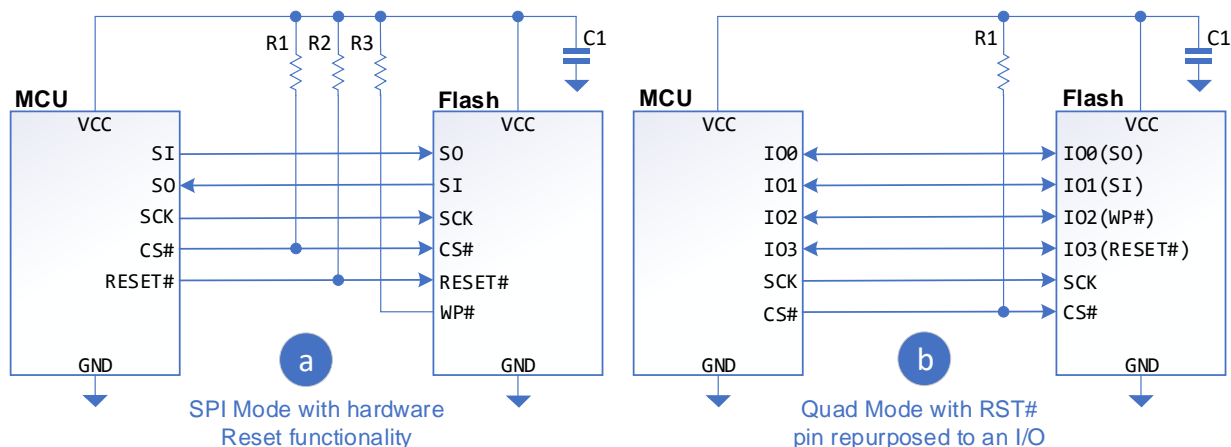 R1
R2
R3
C1
MCU
Flash
VCC
VCC
SI
SO
SO
SI
SCK
SCK
CS#
CS#
RESET#
RESET#
WP#
GND
GND
a
SPI Mode with hardware
Reset functionality
R1
C1
MCU
Flash
VCC
VCC
IO0
IO0(SO)
IO1
IO1(SI)
IO2
IO2(WP#)
IO3
IO3(RESET#)
SCK
SCK
CS#
CS#
GND
GND
b
Quad Mode with RST#
pin repurposed to an I/O